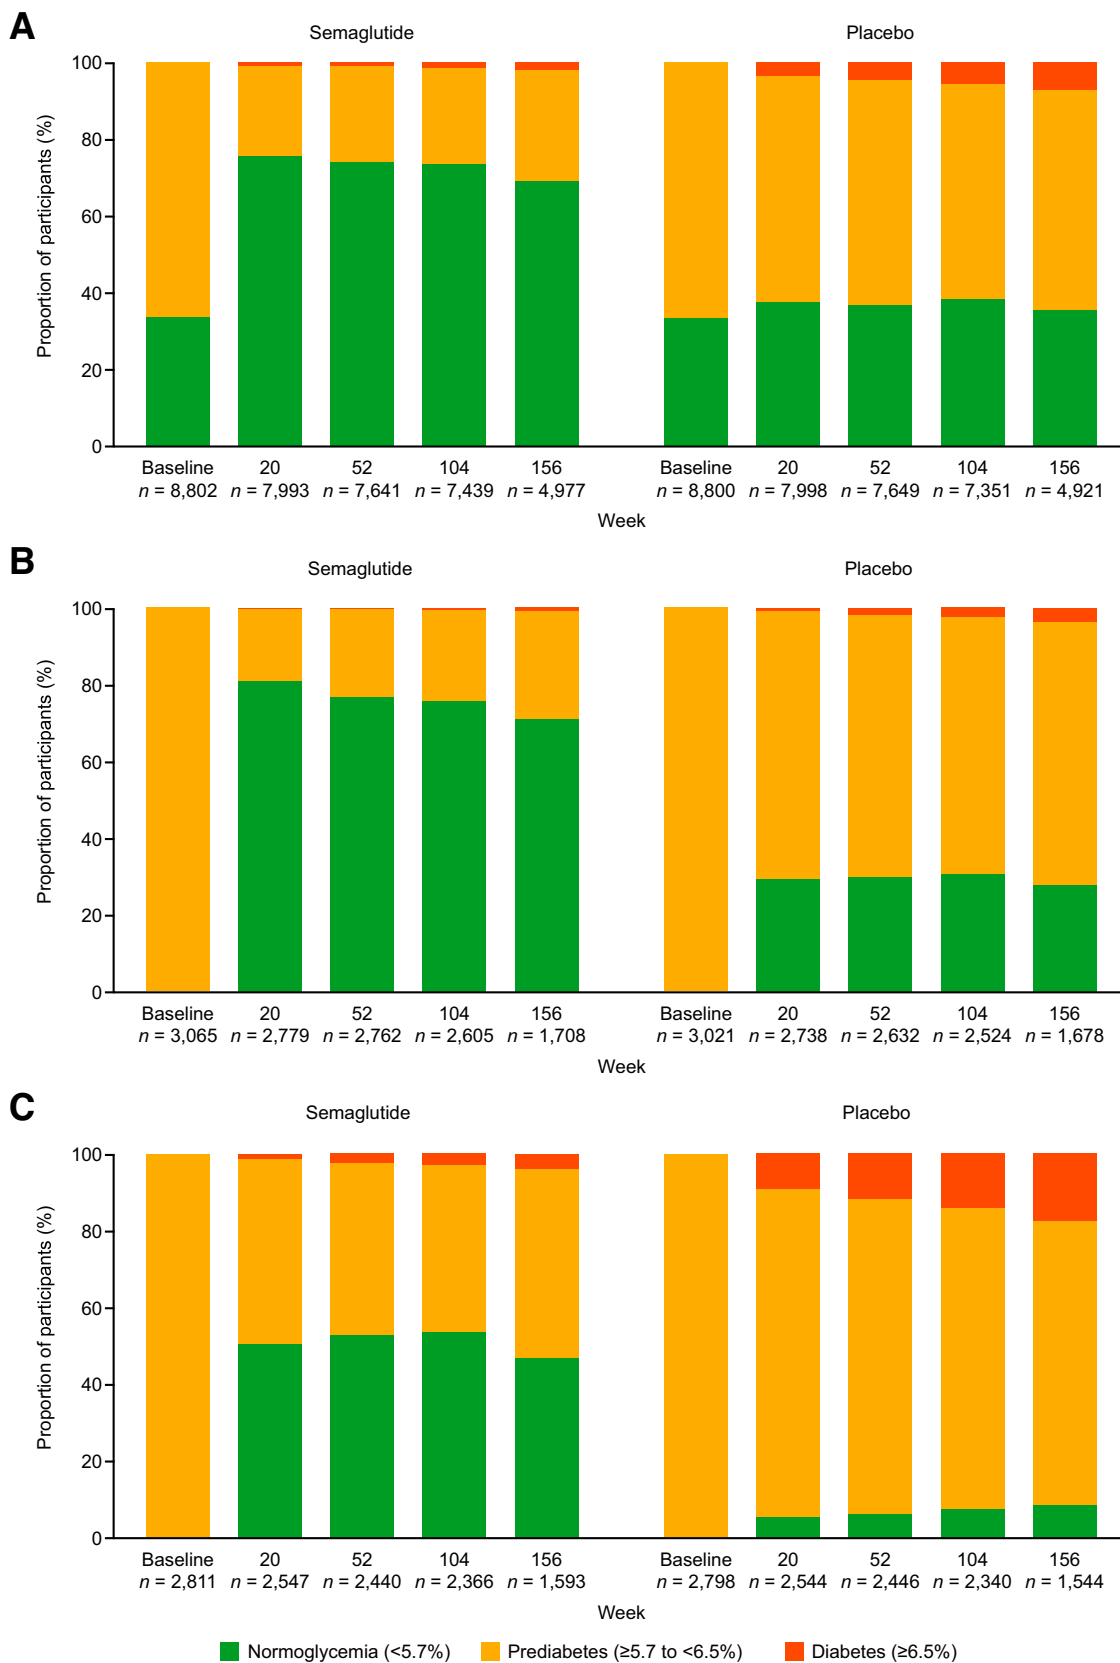 A
Semaglutide Placebo
Proportion of participants (%)
100
80
60
40
20
0
Baseline 20 52 104 156 Baseline 20 52 104 156
n = 8,802 n = 7,993 n = 7,641 n = 7,439 n = 4,977 n = 8,800 n = 7,998 n = 7,649 n = 7,351 n = 4,921
Week
B
Semaglutide Placebo
Proportion of participants (%)
100
80
60
40
20
0
Baseline 20 52 104 156 Baseline 20 52 104 156
n = 3,065 n = 2,779 n = 2,762 n = 2,605 n = 1,708 n = 3,021 n = 2,738 n = 2,632 n = 2,524 n = 1,678
Week
C
Semaglutide Placebo
Proportion of participants (%)
100
80
60
40
20
0
Baseline 20 52 104 156 Baseline 20 52 104 156
n = 2,811 n = 2,547 n = 2,440 n = 2,366 n = 1,593 n = 2,798 n = 2,544 n = 2,446 n = 2,340 n = 1,544
Week
Normoglycemia (<5.7%) Prediabetes (≥5.7 to <6.5%) Diabetes (≥6.5%)